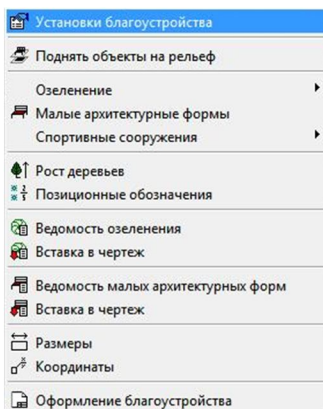 Установки благоустройства
Поднять объекты на рельеф
Озеленение
Малые архитектурные формы
Спортивные сооружения
Рост деревьев
Позиционные обозначения
Ведомость озеленения
Вставка в чертеж
Ведомость малых архитектурных форм
Вставка в чертеж
Размеры
Координаты
Оформление благоустройства